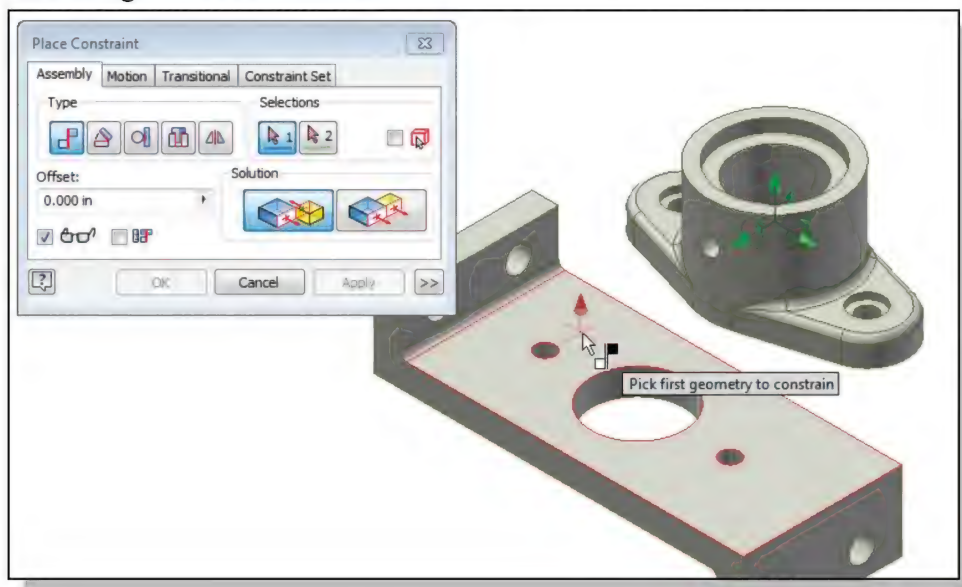 Place Constraint
Assembly Motion Transitional Constraint Set
Type Selections
1 2
Offset: Solution
0.000 in
? OK Cancel Apply >>
Pick first geometry to constrain